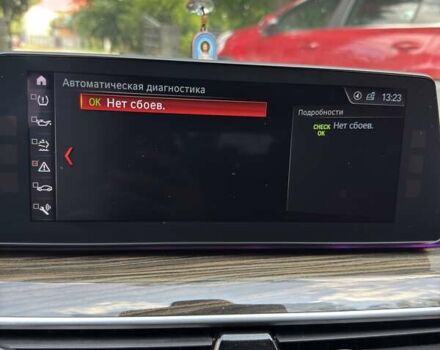 Автоматическая диагностика
13:23
OK Нет сбоев.
Подробности
CHECK OK Нет сбоев.